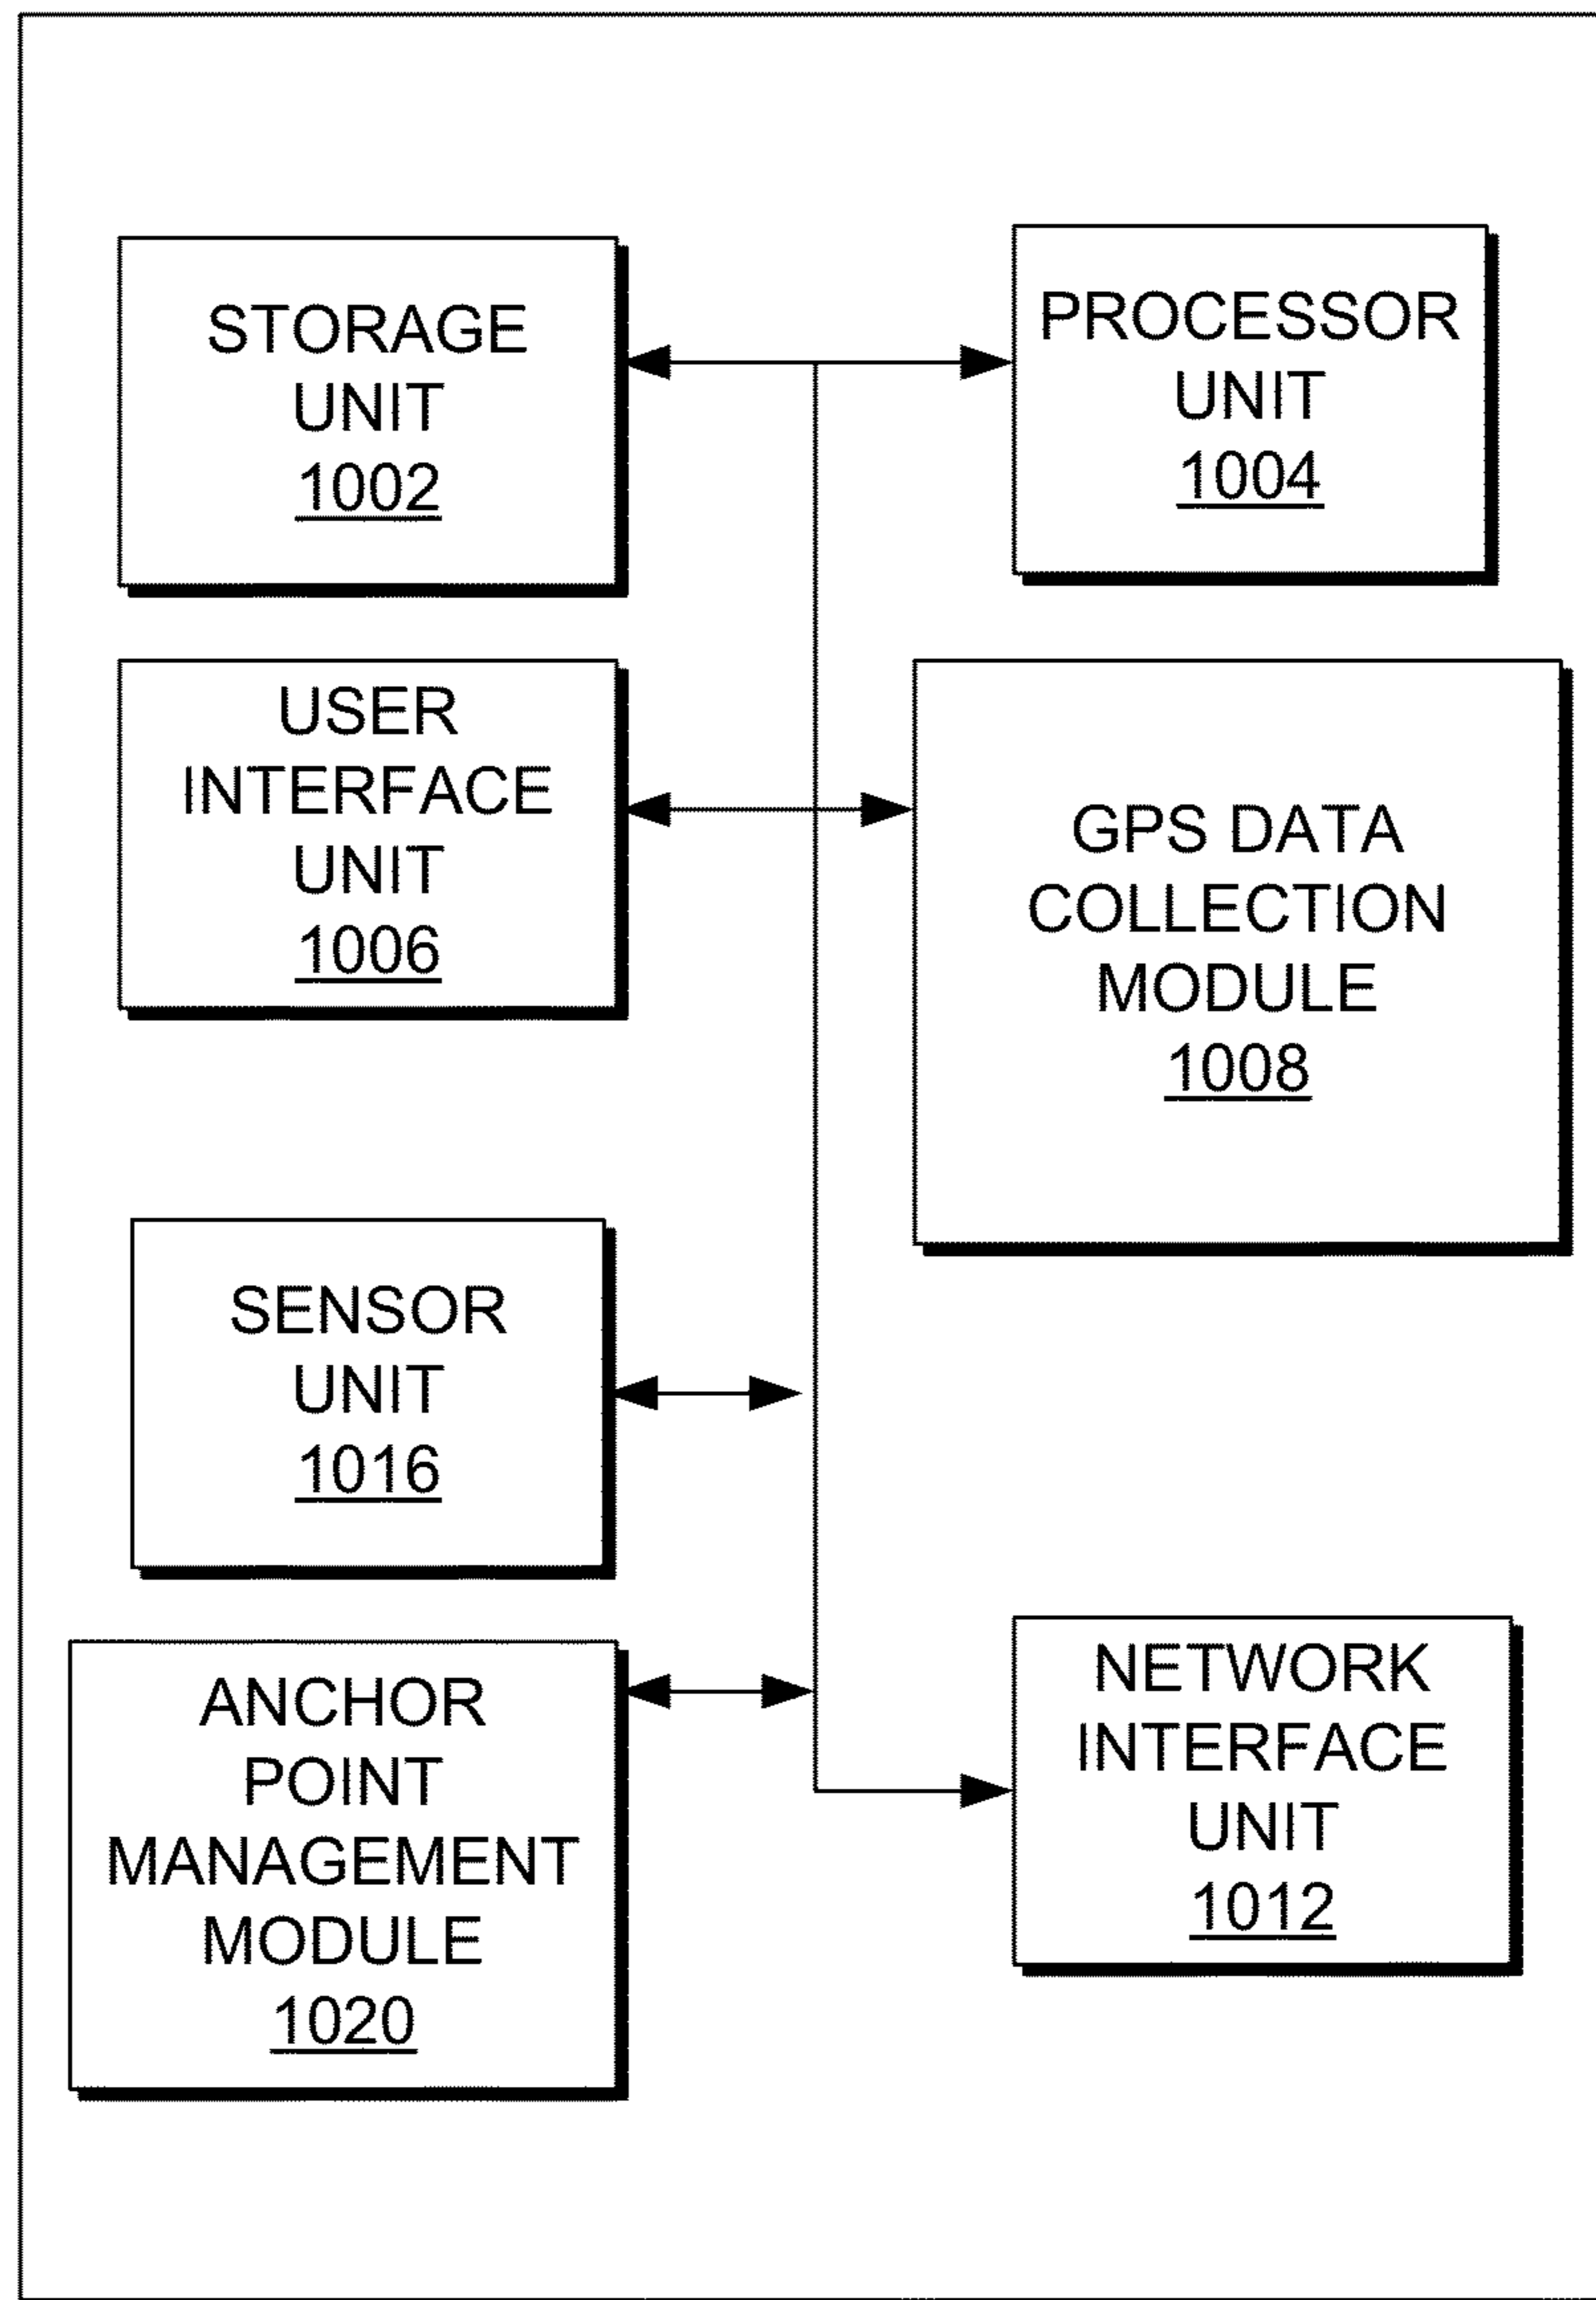 STORAGE
UNIT
1002
PROCESSOR
UNIT
1004
USER
INTERFACE
UNIT
1006
GPS DATA
COLLECTION
MODULE
1008
SENSOR
UNIT
1016
ANCHOR
POINT
MANAGEMENT
MODULE
1020
NETWORK
INTERFACE
UNIT
1012